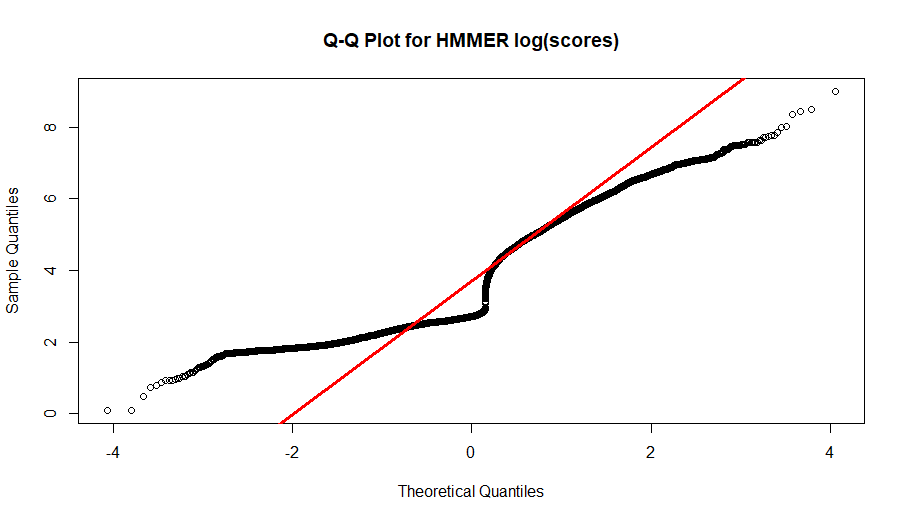 Q-Q Plot for HMMER log(scores)
Sample Quantiles
8
6
4
2
0
-4 -2 0 2 4
Theoretical Quantiles